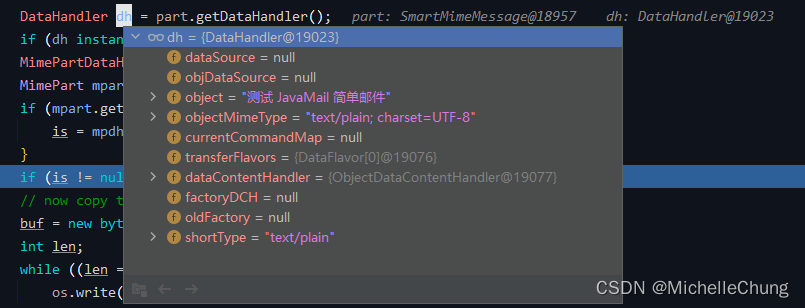 DataHandler dh = part.getDataHandler(); part: SmartMimeMessage@18957 dh: DataHandler@19023
if (dh instan
MimePartDataH
MimePart mpar
if (mpart.get
is = mpdh
}
if (is != nul
// now copy t
buf = new byt
int len;
while ((len =
os.write(
dh = {DataHandler@19023}
dataSource = null
objDataSource = null
object = "测试 JavaMail 简单邮件"
objectMimeType = "text/plain; charset=UTF-8"
currentCommandMap = null
transferFlavors = {DataFlavor[0]@19076}
dataContentHandler = {ObjectDataContentHandler@19077}
factoryDCH = null
oldFactory = null
shortType = "text/plain"
CSDN @MichelleChung